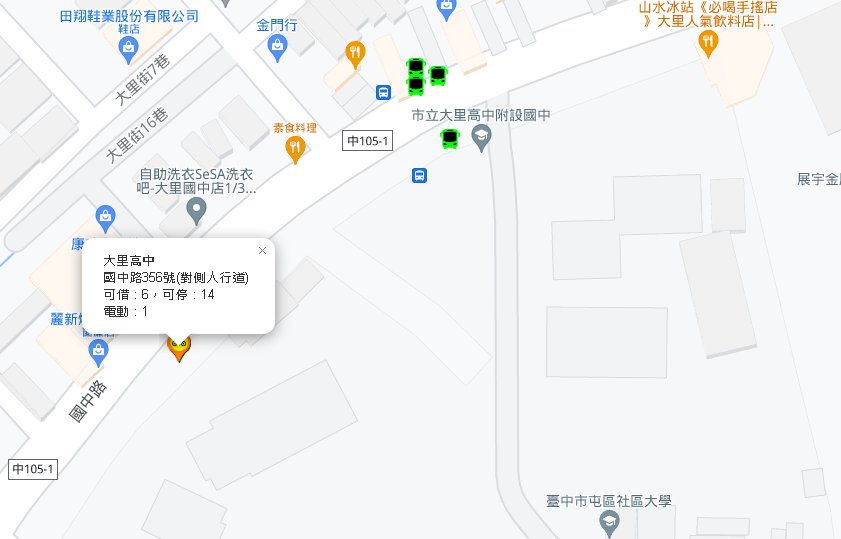 田翔鞋業股份有限公司
鞋店
金門行
山水冰站《必喝手搖店
》大里人氣飲料店|...
大里街7巷
大里街16巷
素食料理
中105-1
市立大里高中附設國中
自助洗衣SeSA洗衣
吧-大里國中店1/3...
展宇金
康
大里高中
國中路356號(對側人行道)
可借：6，可停：14
電動：1
麗新
國中路
中105-1
臺中市屯區社區大學